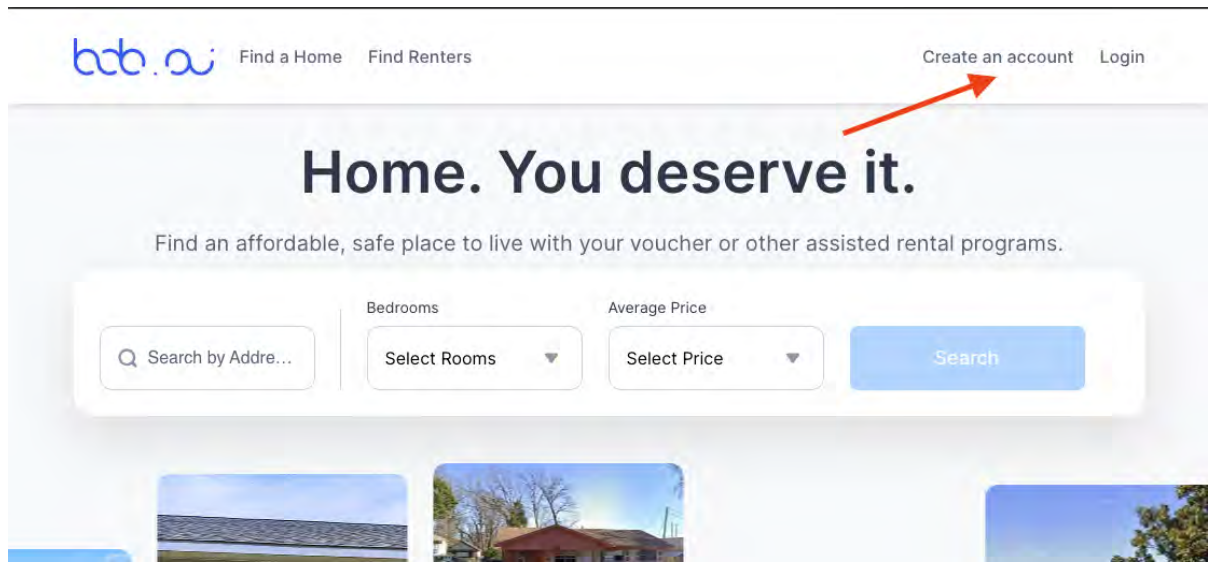 bob.ai Find a Home Find Renters Create an account Login
Home. You deserve it.
Find an affordable, safe place to live with your voucher or other assisted rental programs.
Bedrooms Average Price
Search by Addre... Select Rooms Select Price Search